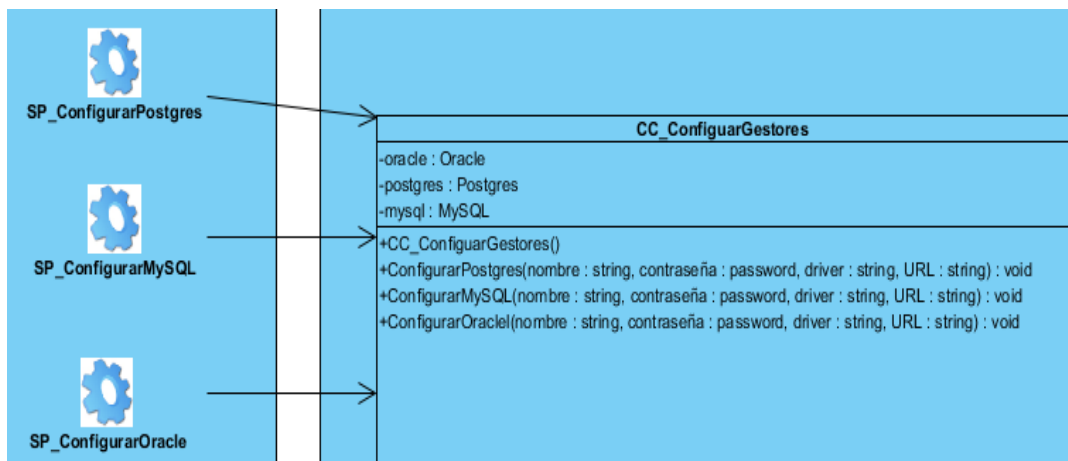 SP_ConfigurarPostgres
SP_ConfigurarMySQL
SP_ConfigurarOracle
CC_ConfiguarGestores
-oracle : Oracle
-postgres : Postgres
-mysql : MySQL
+CC_ConfiguarGestores()
+ConfigurarPostgres(nombre : string, contraseña : password, driver : string, URL : string) : void
+ConfigurarMySQL(nombre : string, contraseña : password, driver : string, URL : string) : void
+ConfigurarOraclel(nombre : string, contraseña : password, driver : string, URL : string) : void